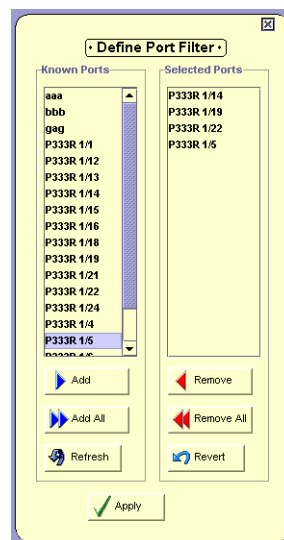 Define Port Filter
Known Ports
aaa
bbb
gag
P333R 1/1
P333R 1/12
P333R 1/13
P333R 1/14
P333R 1/15
P333R 1/16
P333R 1/18
P333R 1/19
P333R 1/21
P333R 1/22
P333R 1/24
P333R 1/4
P333R 1/5
Add
Add All
Refresh
Selected Ports
P333R 1/14
P333R 1/19
P333R 1/22
P333R 1/5
Remove
Remove All
Revert
Apply